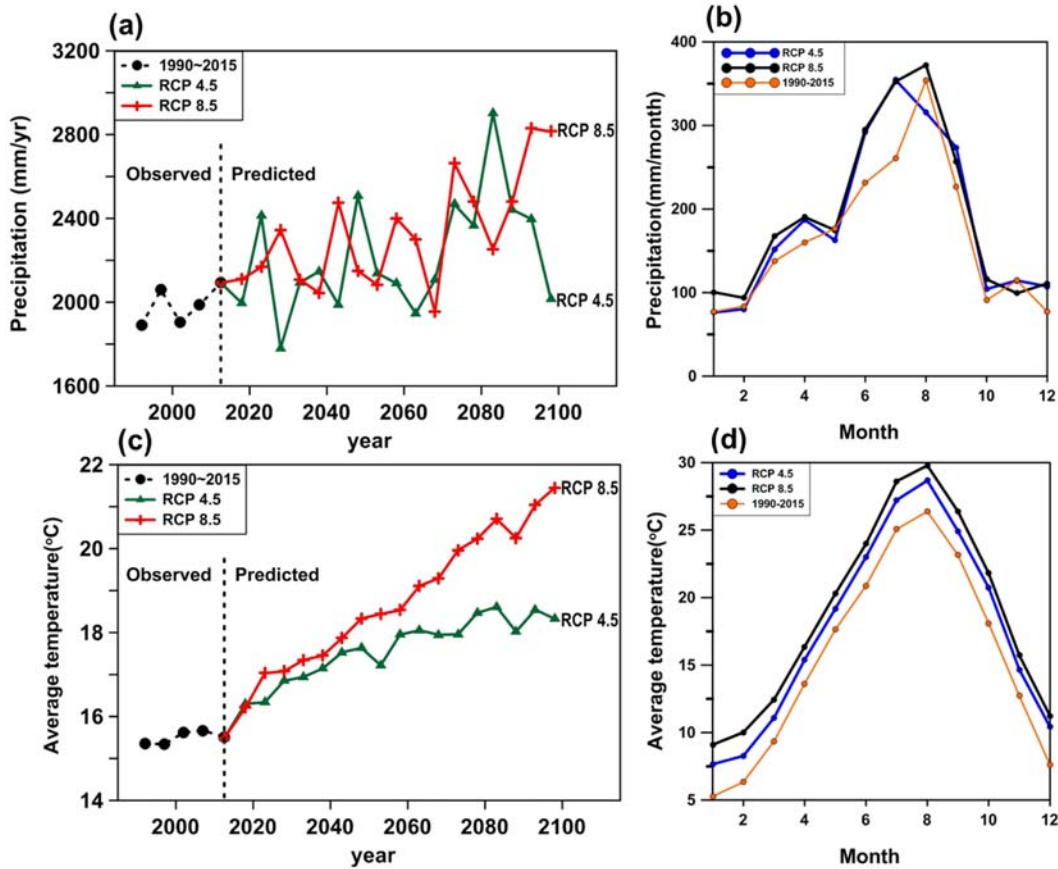 (a)
Precipitation (mm/yr)
3200
2800
2400
2000
1600
1990~2015
RCP 4.5
RCP 8.5
Observed
Predicted
RCP 8.5
RCP 4.5
2000
2020
2040
2060
2080
2100
year
(b)
Precipitation(mm/month)
400
300
200
100
0
RCP 4.5
RCP 8.5
1990-2015
2
4
6
8
10
12
Month
(c)
Average temperature(°C)
22
20
18
16
14
1990~2015
RCP 4.5
RCP 8.5
Observed
Predicted
RCP 8.5
RCP 4.5
2000
2020
2040
2060
2080
2100
year
(d)
Average temperature(°C)
30
25
20
15
10
5
RCP 4.5
RCP 8.5
1990-2015
2
4
6
8
10
12
Month